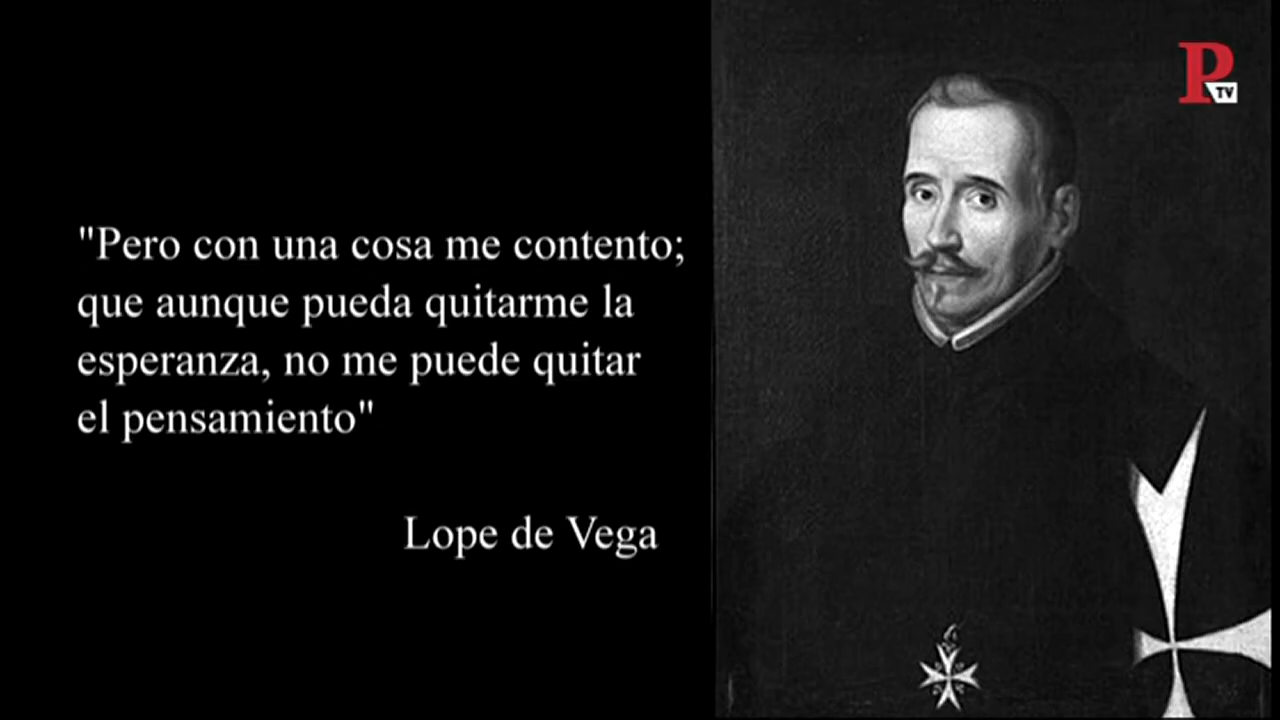 "Pero con una cosa me contento;
que aunque pueda quitarme la
esperanza, no me puede quitar
el pensamiento"
Lope de Vega
P
TV